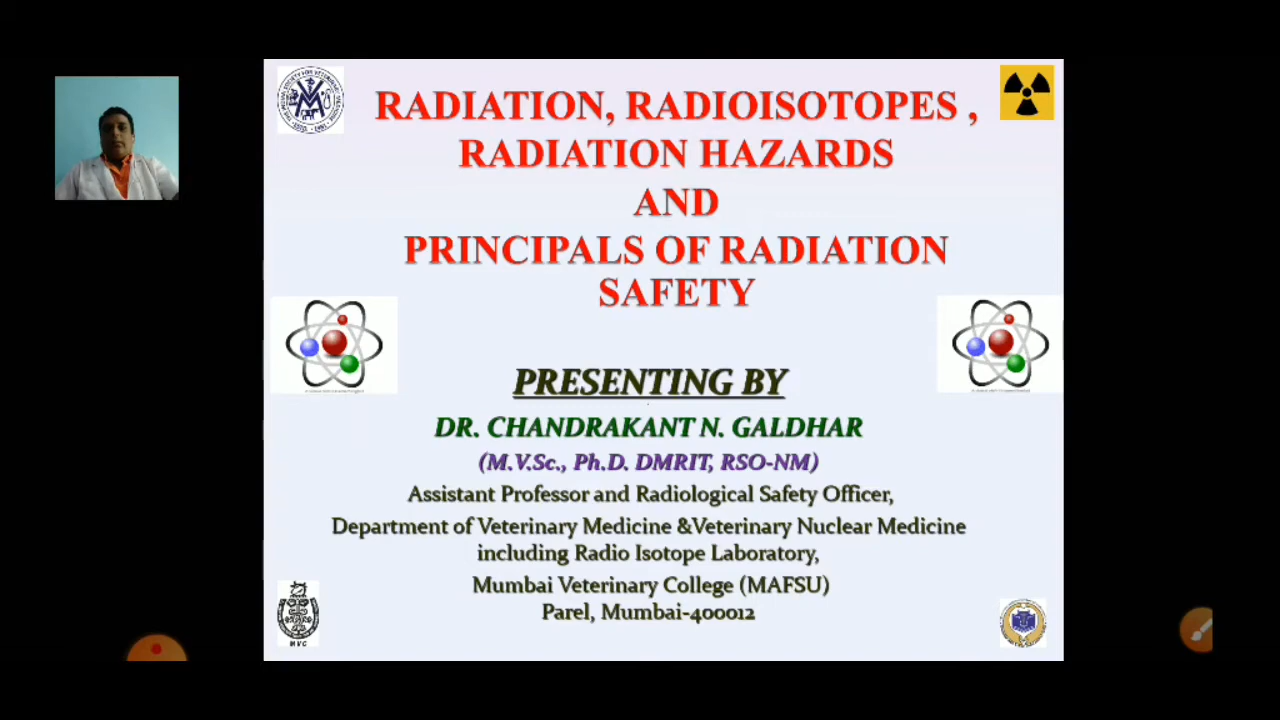 RADIATION, RADIOISOTOPES ,
RADIATION HAZARDS
AND
PRINCIPALS OF RADIATION
SAFETY
PRESENTING BY
DR. CHANDRAKANT N. GALDHAR
(M.V.Sc., Ph.D. DMRIT, RSO-NM)
Assistant Professor and Radiological Safety Officer,
Department of Veterinary Medicine &Veterinary Nuclear Medicine
including Radio Isotope Laboratory,
Mumbai Veterinary College (MAFSU)
Parel, Mumbai-400012
MVC